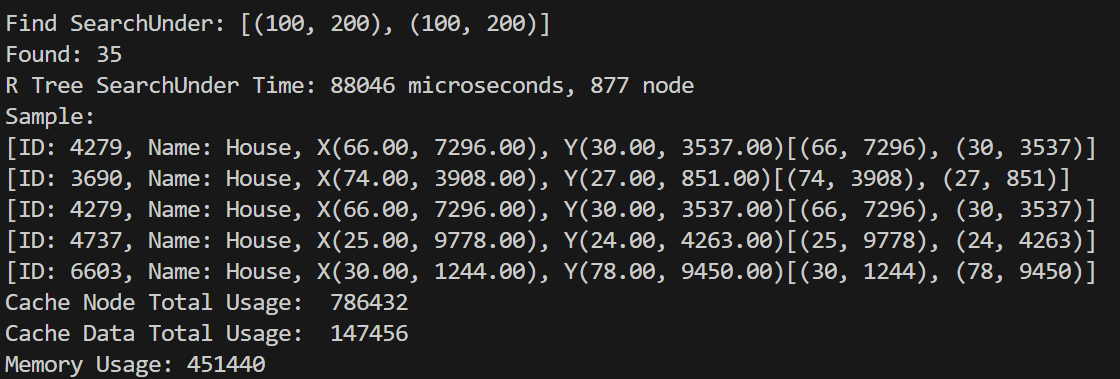 Find SearchUnder: [(100, 200), (100, 200)]
Found: 35
R Tree SearchUnder Time: 88046 microseconds, 877 node
Sample:
[ID: 4279, Name: House, X(66.00, 7296.00), Y(30.00, 3537.00)[(66, 7296), (30, 3537)]
[ID: 3690, Name: House, X(74.00, 3908.00), Y(27.00, 851.00)[(74, 3908), (27, 851)]
[ID: 4279, Name: House, X(66.00, 7296.00), Y(30.00, 3537.00)[(66, 7296), (30, 3537)]
[ID: 4737, Name: House, X(25.00, 9778.00), Y(24.00, 4263.00)[(25, 9778), (24, 4263)]
[ID: 6603, Name: House, X(30.00, 1244.00), Y(78.00, 9450.00)[(30, 1244), (78, 9450)]
Cache Node Total Usage:  786432
Cache Data Total Usage:  147456
Memory Usage: 451440